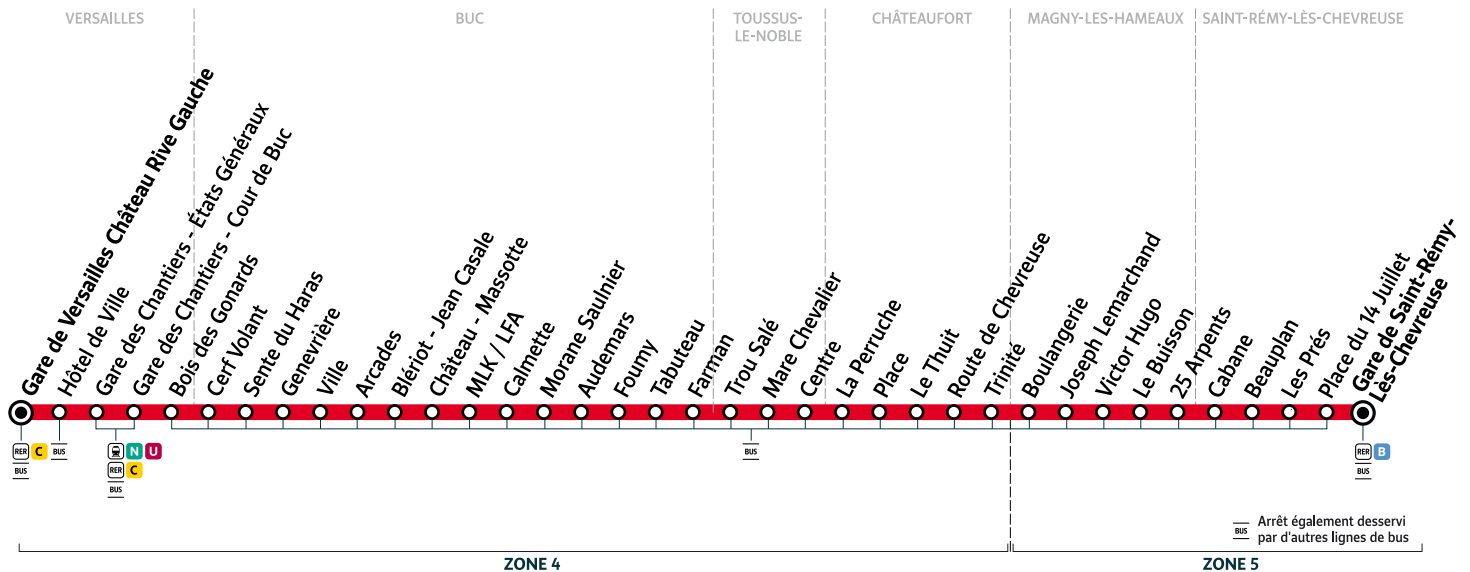 VERSAILLES
BUC
TOUSSUS-
LE-NOBLE
CHÂTEAUFORT
MAGNY-LES-HAMEAUX
SAINT-RÉMY-LÈS-CHEVREUSE
Gare de Versailles Château Rive Gauche
Hôtel de Ville
Gare des Chantiers - États Généraux
Gare des Chantiers - Cour de Buc
Bois des Gonards
Cerf Volant
Sente du Haras
Genevrière
Ville
Arcades
Blériot - Jean Casale
Château - Massotte
MLK / LFA
Calmette
Morane Saulnier
Audemars
Fourny
Tabuteau
Farman
Trou Salé
Mare Chevalier
Centre
La Perruche
Place
Le Thuit
Route de Chevreuse
Trinité
Boulangerie
Joseph Lemarchand
Victor Hugo
Le Buisson
25 Arpents
Cabane
Beauplan
Les Prés
Place du 14 Juillet
Gare de Saint-Rémy-
Lès-Chevreuse
RER C
BUS
BUS
N U
RER C
BUS
BUS
RER B
BUS
BUS
Arrêt également desservi
par d'autres lignes de bus
ZONE 4
ZONE 5